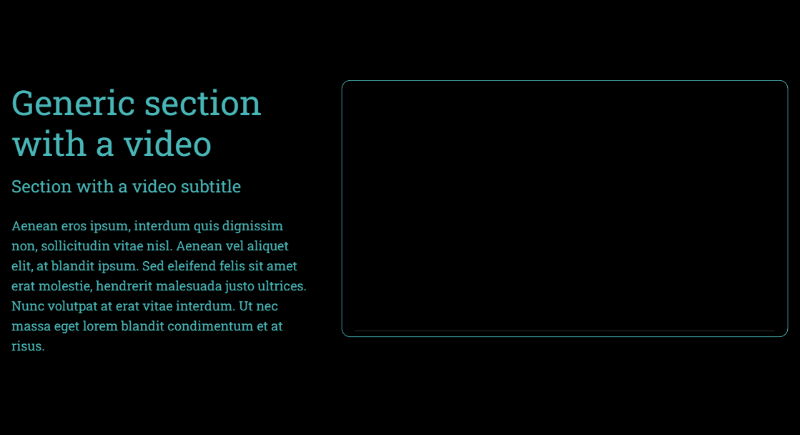 Generic section
with a video
Section with a video subtitle
Aenean eros ipsum, interdum quis dignissim
non, sollicitudin vitae nisl. Aenean vel aliquet
elit, at blandit ipsum. Sed eleifend felis sit amet
erat molestie, hendrerit malesuada justo ultrices.
Nunc volutpat at erat vitae interdum. Ut nec
massa eget lorem blandit condimentum et at
risus.